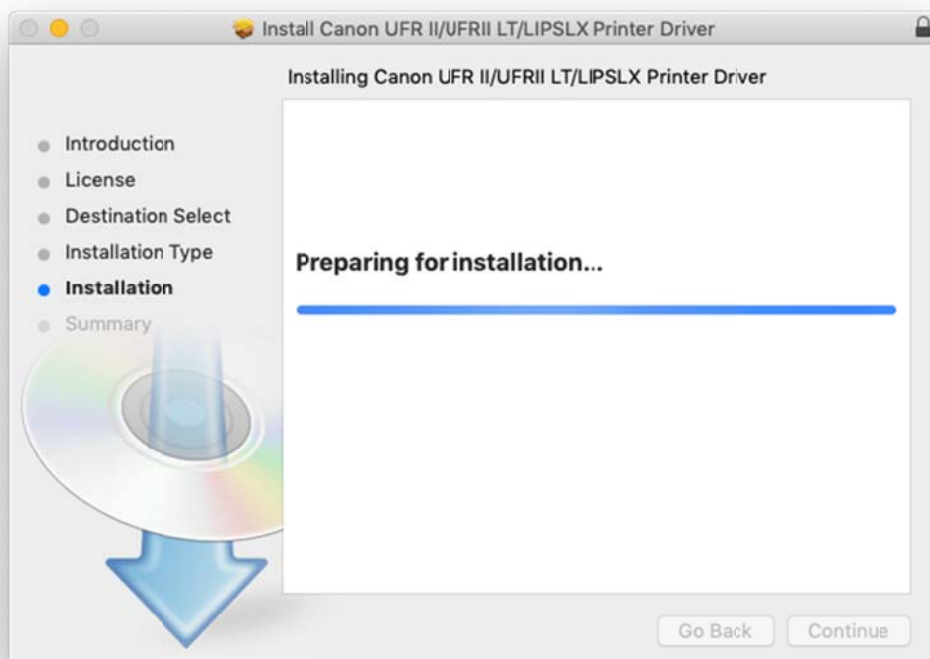 Install Canon UFR II/UFRII LT/LIPSLX Printer Driver
Installing Canon UFR II/UFRII LT/LIPSLX Printer Driver
Introduction
License
Destination Select
Installation Type
Installation
Summary
Preparing for installation...
Go Back
Continue